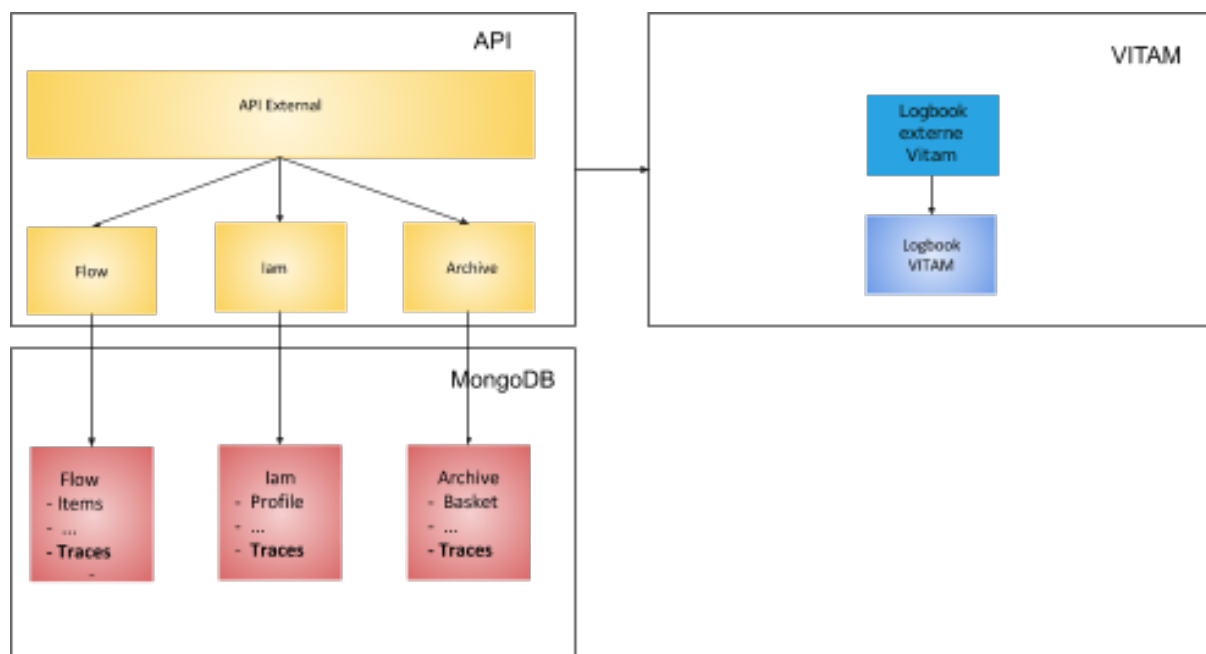 API
API External
Flow
Iam
Archive
VITAM
Logbook
externe
Vitam
Logbook
VITAM
MongoDB
Flow
- Items
- ...
- Traces
-
Iam
- Profile
- ...
- Traces
Archive
- Basket
- ...
- Traces